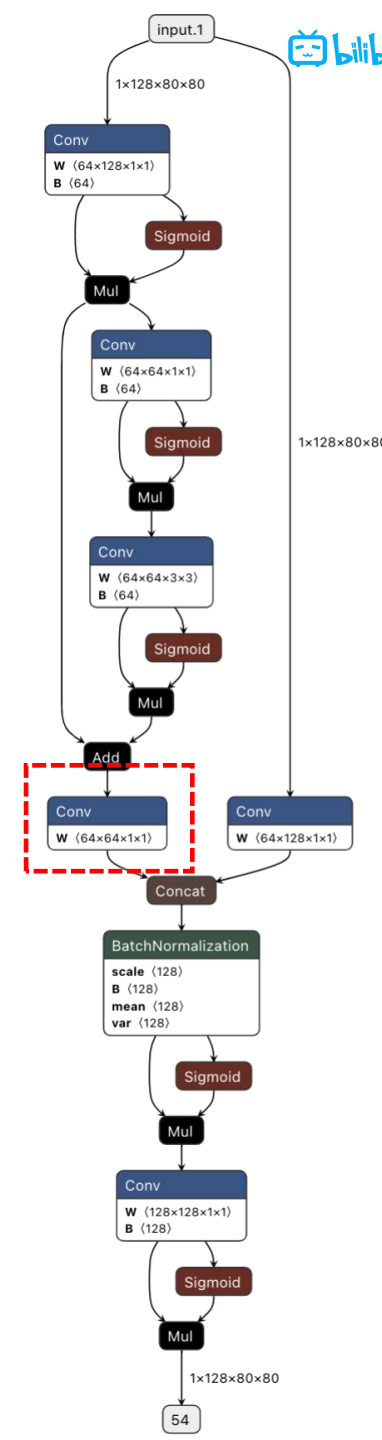 input.1
bilib
1×128×80×80
Conv
W ⟨64×128×1×1⟩
B ⟨64⟩
Sigmoid
Mul
Conv
W ⟨64×64×1×1⟩
B ⟨64⟩
Sigmoid
1×128×80×80
Mul
Conv
W ⟨64×64×3×3⟩
B ⟨64⟩
Sigmoid
Mul
Add
Conv
W ⟨64×64×1×1⟩
Conv
W ⟨64×128×1×1⟩
Concat
BatchNormalization
scale ⟨128⟩
B ⟨128⟩
mean ⟨128⟩
var ⟨128⟩
Sigmoid
Mul
Conv
W ⟨128×128×1×1⟩
B ⟨128⟩
Sigmoid
Mul
1×128×80×80
54